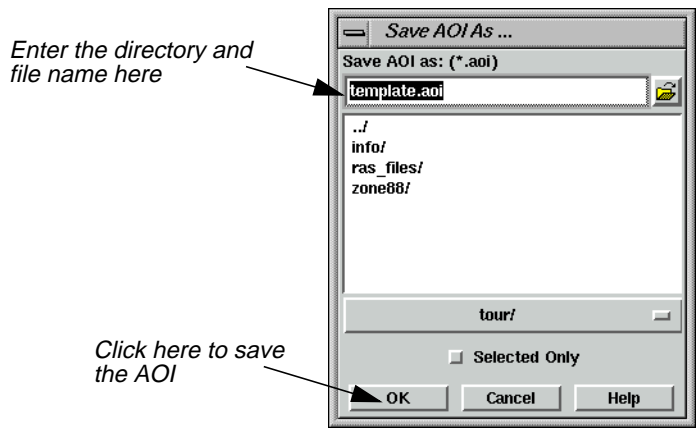 Save AOI As ...
Enter the directory and
file name here
Save AOI as: (*.aoi)
template.aoi
../
info/
ras_files/
zone88/
tour/
Click here to save
the AOI
Selected Only
OK Cancel Help